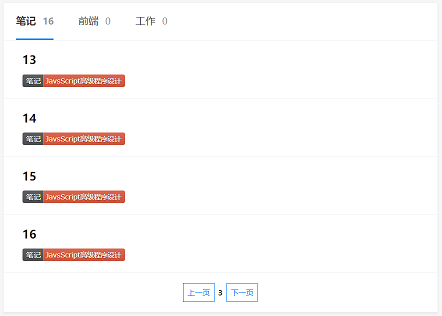 笔记 16 前端 0 工作 0
13
笔记 JavsScript高级程序设计
14
笔记 JavsScript高级程序设计
15
笔记 JavsScript高级程序设计
16
笔记 JavsScript高级程序设计
上一页 3 下一页